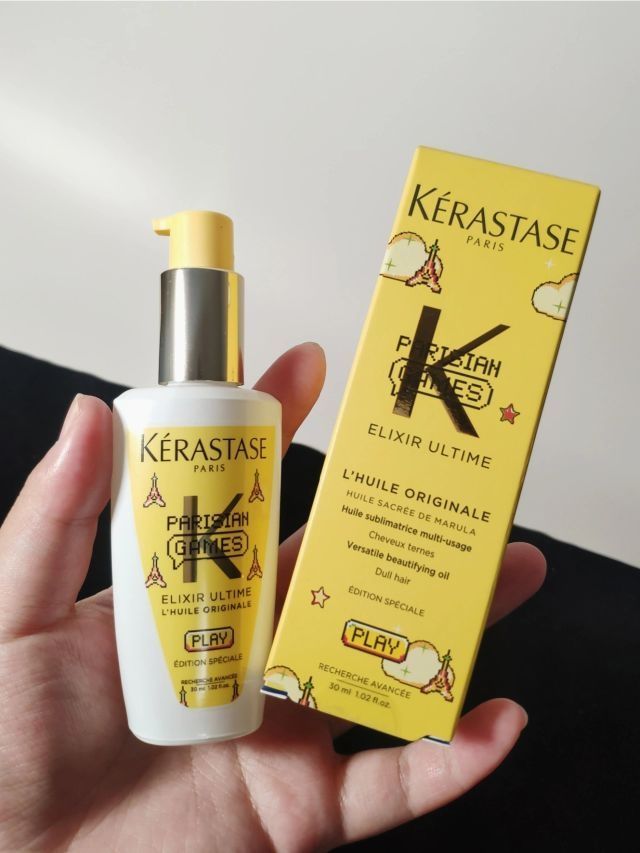 KÉRASTASE
PARIS
PARISIAN
GAMES
K
ELIXIR ULTIME
L'HUILE ORIGINALE
PLAY
ÉDITION SPÉCIALE
RECHERCHE AVANCÉE
30 ml 1.02 fl.oz.
KÉRASTASE
PARIS
PARISIAN
GAMES
K
ELIXIR ULTIME
L'HUILE ORIGINALE
HUILE SACRÉE DE MARULA
Huile sublimatrice multi-usage
Cheveux ternes
Versatile beautifying oil
Dull hair
ÉDITION SPÉCIALE
PLAY
RECHERCHE AVANCÉE
30 ml 1.02 fl.oz.